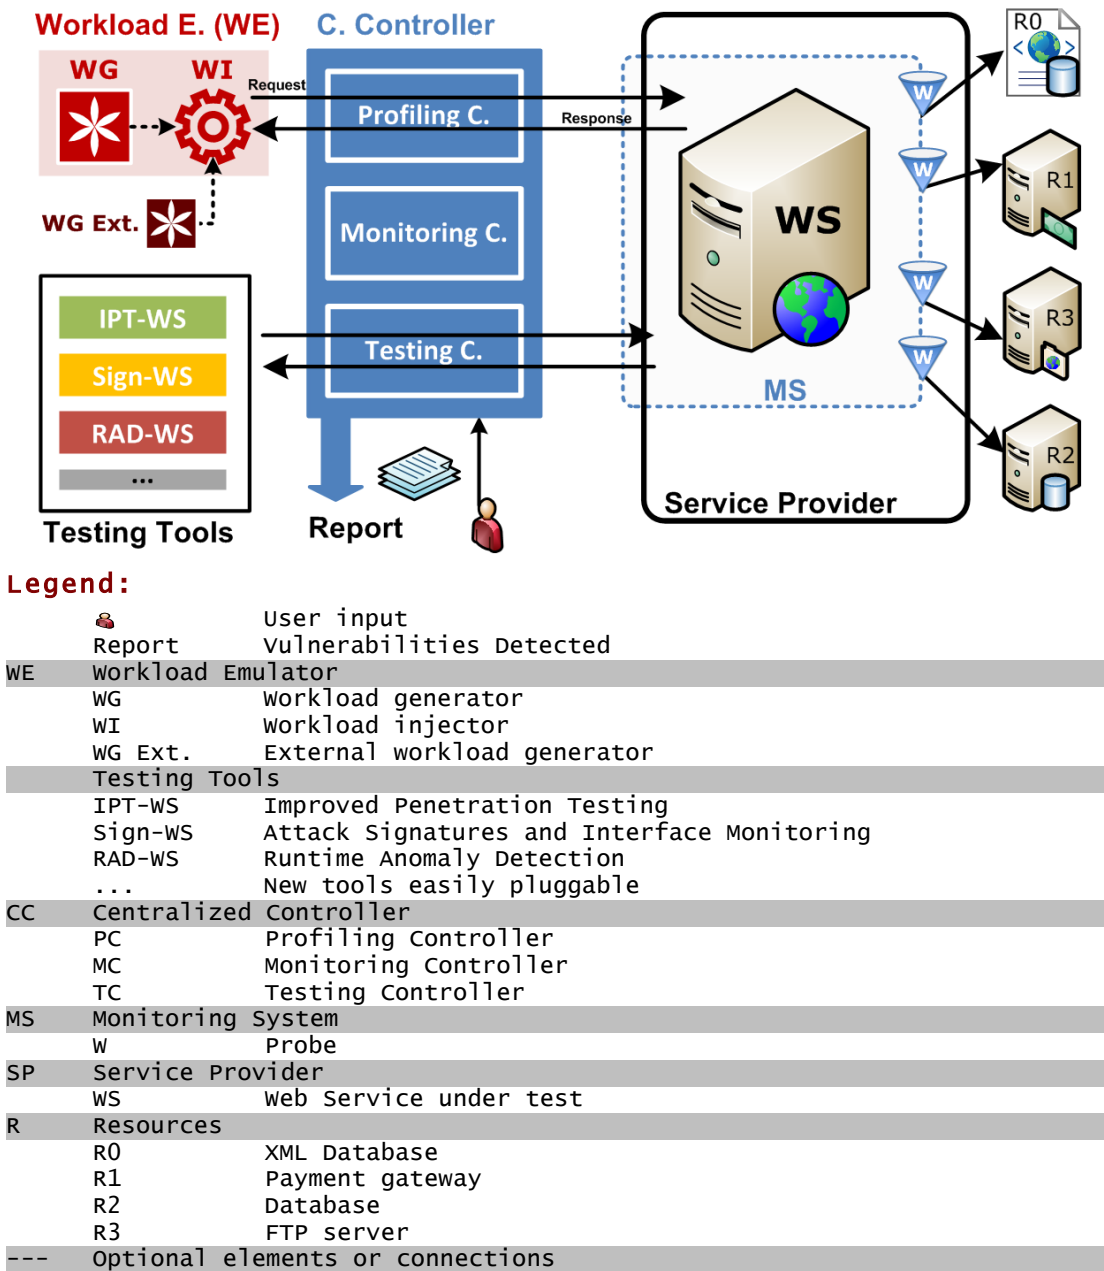 Workload E. (WE)
C. Controller
WG
WI
Request
Profiling C.
Response
WG Ext.
Monitoring C.
WS
IPT-WS
Sign-WS
RAD-WS
...
Testing Tools
Testing C.
Report
MS
Service Provider
W
W
W
W
R0
R1
R3
R2
Legend:
User input
Report Vulnerabilities Detected
WE Workload Emulator
WG Workload generator
WI Workload injector
WG Ext. External workload generator
Testing Tools
IPT-WS Improved Penetration Testing
Sign-WS Attack Signatures and Interface Monitoring
RAD-WS Runtime Anomaly Detection
... New tools easily pluggable
CC Centralized Controller
PC Profiling Controller
MC Monitoring Controller
TC Testing Controller
MS Monitoring System
W Probe
SP Service Provider
WS Web Service under test
R Resources
R0 XML Database
R1 Payment gateway
R2 Database
R3 FTP server
--- Optional elements or connections